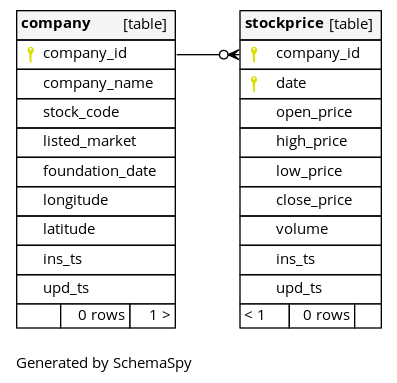 company [table]
company_id
company_name
stock_code
listed_market
foundation_date
longitude
latitude
ins_ts
upd_ts
0 rows 1 >
stockprice [table]
company_id
date
open_price
high_price
low_price
close_price
volume
ins_ts
upd_ts
< 1 0 rows
Generated by SchemaSpy